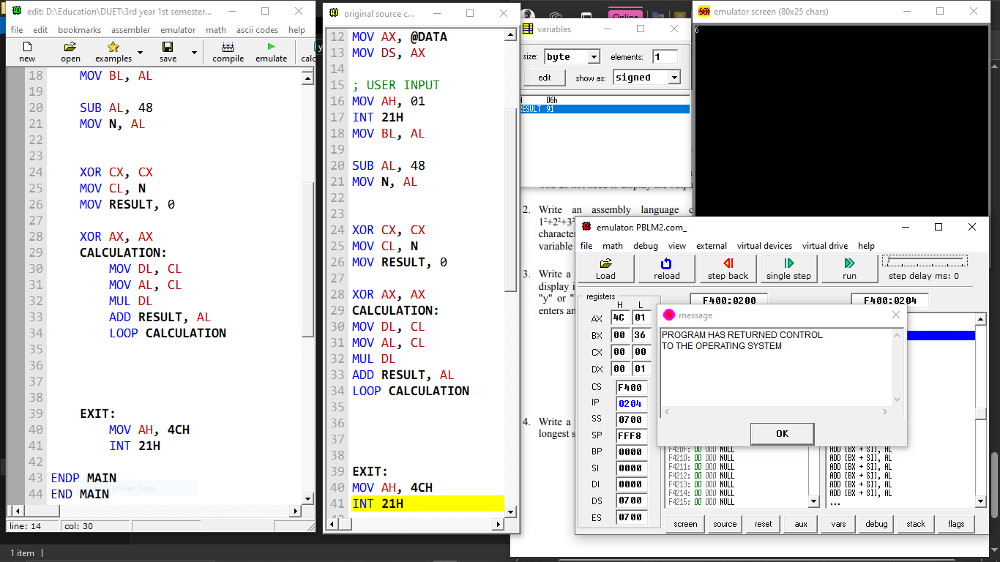 edit: D:\Education\DUET\3rd year 1st semester...
file edit bookmarks assembler emulator math ascii codes help
new open examples save compile emulate calc
18 MOV BL, AL
19
20 SUB AL, 48
21 MOV N, AL
22
23
24 XOR CX, CX
25 MOV CL, N
26 MOV RESULT, 0
27
28 XOR AX, AX
29 CALCULATION:
30 MOV DL, CL
31 MOV AL, CL
32 MUL DL
33 ADD RESULT, AL
34 LOOP CALCULATION
35
36
37
38
39 EXIT:
40 MOV AH, 4CH
41 INT 21H
42
43 ENDP MAIN
44 END MAIN
line: 14 col: 30
1 item
original source c...
12 MOV AX, @DATA
13 MOV DS, AX
14
15 ; USER INPUT
16 MOV AH, 01
17 INT 21H
18 MOV BL, AL
19
20 SUB AL, 48
21 MOV N, AL
22
23
24 XOR CX, CX
25 MOV CL, N
26 MOV RESULT, 0
27
28 XOR AX, AX
29 CALCULATION:
30 MOV DL, CL
31 MOV AL, CL
32 MUL DL
33 ADD RESULT, AL
34 LOOP CALCULATION
35
36
37
38
39 EXIT:
40 MOV AH, 4CH
41 INT 21H
Online
variables
size: byte elements: 1
edit show as: signed
06h
RESULT 91
emulator screen (80x25 chars)
6
2. Write an assembly language
1²+2²+3²
character
variable
3. Write a
display i
"y" or "
enters an
4. Write a
longest s
emulator: PBLM2.com_
file math debug view external virtual devices virtual drive help
Load reload step back single step run step delay ms: 0
registers
F400:0200 F400:0204
H L
AX 4C 01
BX 00 36
CX 00 00
DX 00 01
CS F400
IP 0204
SS 0700
SP FFF8
BP 0000
SI 0000
DI 0000
DS 0700
ES 0700
message
PROGRAM HAS RETURNED CONTROL
TO THE OPERATING SYSTEM
OK
F420F: 00 000 NULL ADD [BX + SI], AL
F4210: 00 000 NULL ADD [BX + SI], AL
F4211: 00 000 NULL ADD [BX + SI], AL
F4212: 00 000 NULL ADD [BX + SI], AL
F4213: 00 000 NULL ADD [BX + SI], AL
F4214: 00 000 NULL ADD [BX + SI], AL
F4215: 00 000 NULL ...
screen source reset aux vars debug stack flags